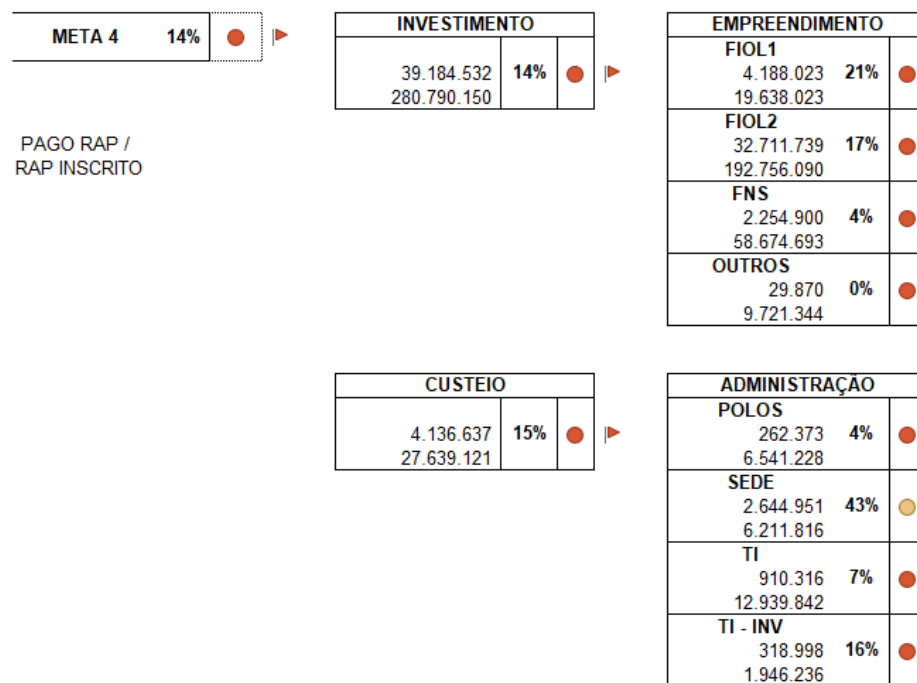 META 4 14%
PAGO RAP /
RAP INSCRITO
INVESTIMENTO
39.184.532 14%
280.790.150
EMPREENDIMENTO
FIOL1
4.188.023 21%
19.638.023
FIOL2
32.711.739 17%
192.756.090
FNS
2.254.900 4%
58.674.693
OUTROS
29.870 0%
9.721.344
CUSTEIO
4.136.637 15%
27.639.121
ADMINISTRAÇÃO
POLOS
262.373 4%
6.541.228
SEDE
2.644.951 43%
6.211.816
TI
910.316 7%
12.939.842
TI - INV
318.998 16%
1.946.236